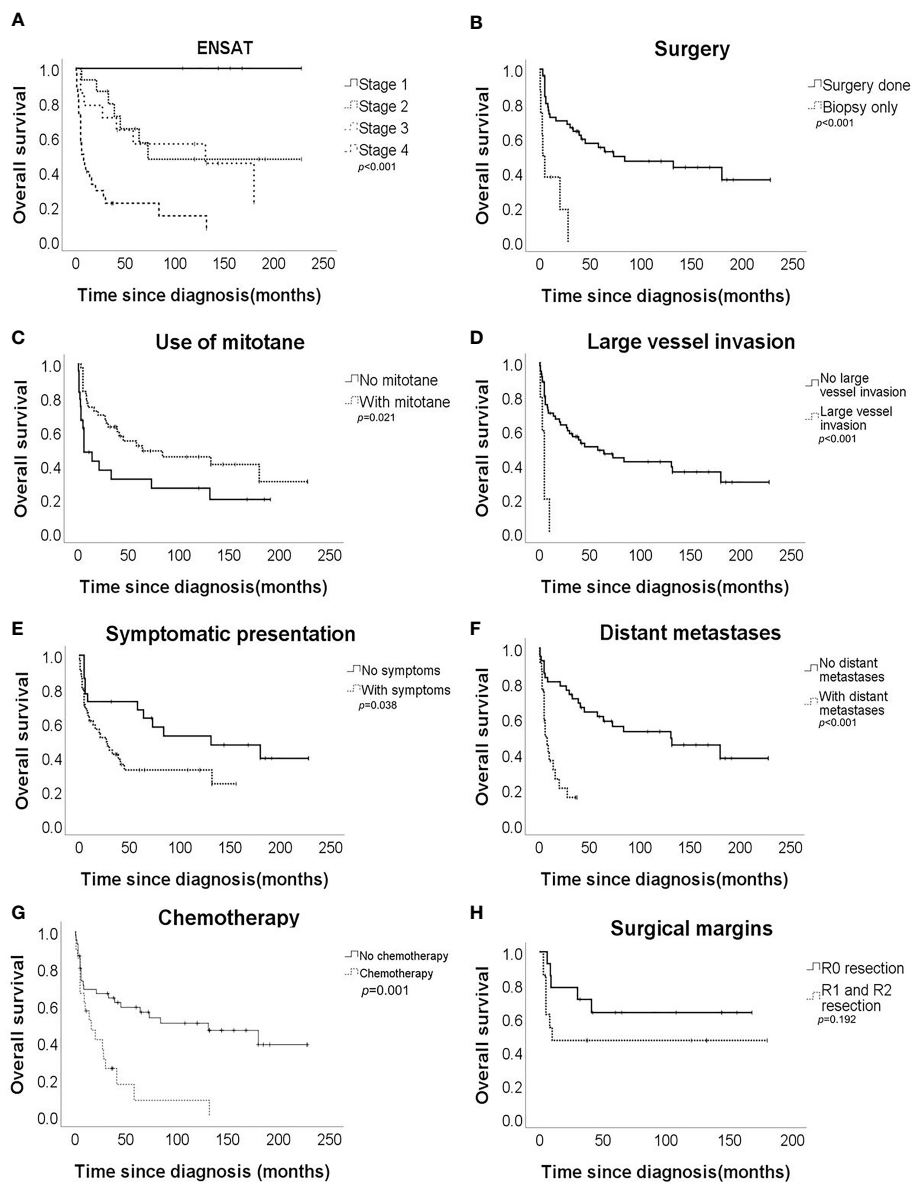 A
ENSAT
Overall survival
1.0
0.8
0.6
0.4
0.2
0.0
0 50 100 150 200 250
Time since diagnosis(months)
Stage 1
Stage 2
Stage 3
Stage 4
p<0.001
B
Surgery
Overall survival
1.0
0.8
0.6
0.4
0.2
0.0
0 50 100 150 200 250
Time since diagnosis(months)
Surgery done
Biopsy only
p<0.001
C
Use of mitotane
Overall survival
1.0
0.8
0.6
0.4
0.2
0.0
0 50 100 150 200 250
Time since diagnosis(months)
No mitotane
With mitotane
p=0.021
D
Large vessel invasion
Overall survival
1.0
0.8
0.6
0.4
0.2
0.0
0 50 100 150 200 250
Time since diagnosis(months)
No large
vessel invasion
Large vessel
invasion
p<0.001
E
Symptomatic presentation
Overall survival
1.0
0.8
0.6
0.4
0.2
0.0
0 50 100 150 200 250
Time since diagnosis(months)
No symptoms
With symptoms
p=0.038
F
Distant metastases
Overall survival
1.0
0.8
0.6
0.4
0.2
0.0
0 50 100 150 200 250
Time since diagnosis(months)
No distant
metastases
With distant
metastases
p<0.001
G
Chemotherapy
Overall survival
1.0
0.8
0.6
0.4
0.2
0.0
0 50 100 150 200 250
Time since diagnosis (months)
No chemotherapy
Chemotherapy
p=0.001
H
Surgical margins
Overall survival
1.0
0.8
0.6
0.4
0.2
0.0
0 50 100 150 200
Time since diagnosis(months)
R0 resection
R1 and R2
resection
p=0.192